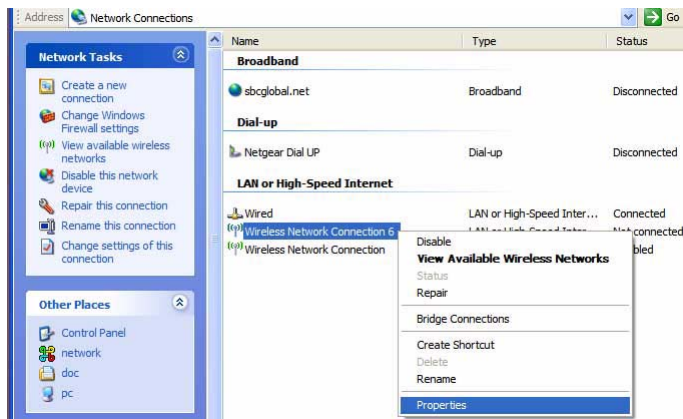 Address Network Connections Go
Network Tasks
Create a new
connection
Change Windows
Firewall settings
View available wireless
networks
Disable this network
device
Repair this connection
Rename this connection
Change settings of this
connection
Other Places
Control Panel
network
doc
pc
Name Type Status
Broadband
sbcglobal.net Broadband Disconnected
Dial-up
Netgear Dial UP Dial-up Disconnected
LAN or High-Speed Internet
Wired LAN or High-Speed Inter... Connected
Wireless Network Connection 6
Wireless Network Connection
Disable
View Available Wireless Networks
Status
Repair
Bridge Connections
Create Shortcut
Delete
Rename
Properties